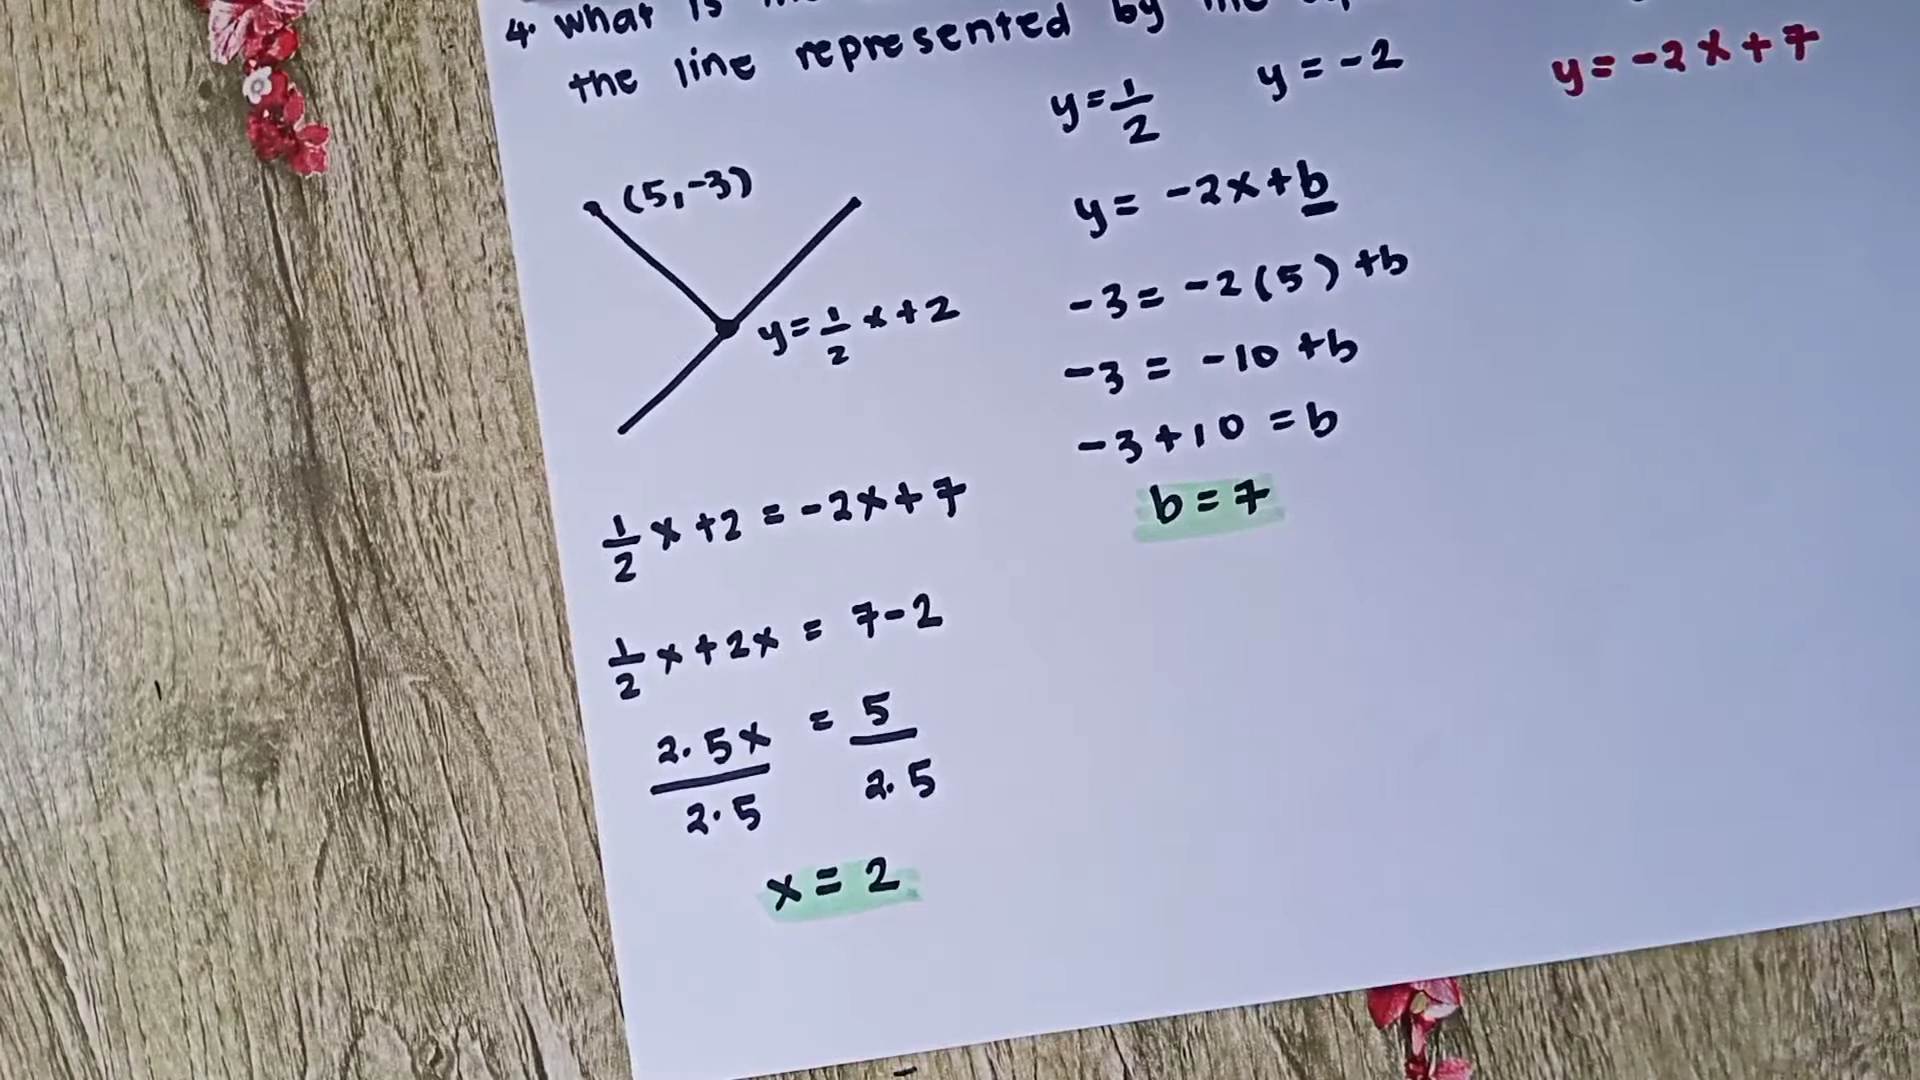 4. What is
the line represented by
y = 1/2
y = -2
y = -2x + 7
(5, -3)
y = 1/2 x + 2
y = -2x + b
-3 = -2(5) + b
-3 = -10 + b
-3 + 10 = b
b = 7
1/2 x + 2 = -2x + 7
1/2 x + 2x = 7 - 2
2.5x/2.5 = 5/2.5
x = 2